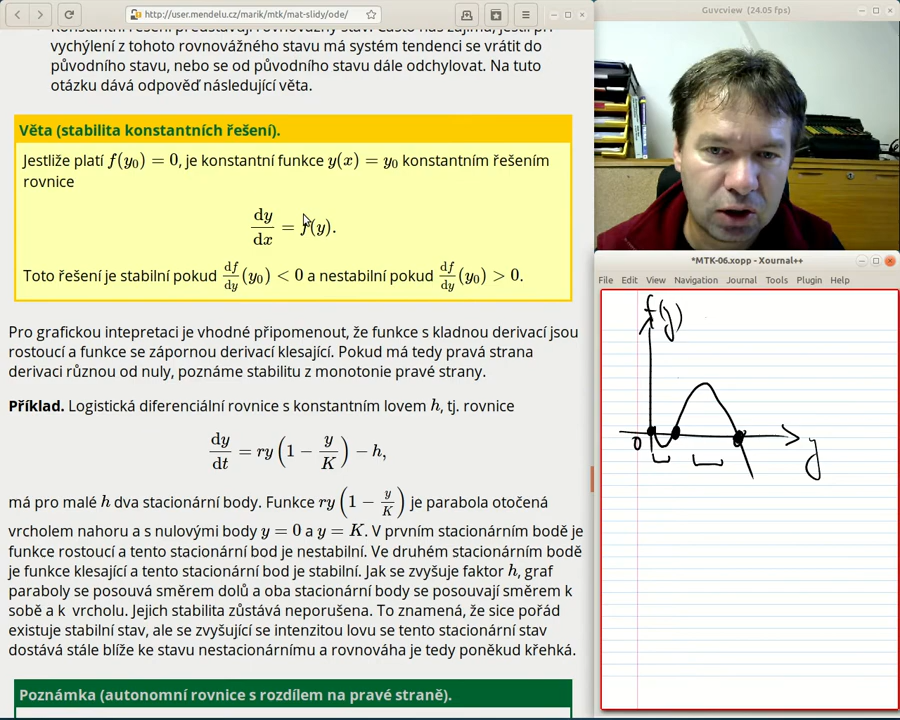 http://user.mendelu.cz/marik/mtk/mat-slidy/ode/
Guvcview (24.05 fps)
vychýlení z tohoto rovnovážného stavu má systém tendenci se vrátit do
původního stavu, nebo se od původního stavu dále odchylovat. Na tuto
otázku dává odpověď následující věta.
Věta (stabilita konstantních řešení).
Jestliže platí f(y₀) = 0, je konstantní funkce y(x) = y₀ konstantním řešením
rovnice
dy/dx = f(y).
Toto řešení je stabilní pokud df/dy (y₀) < 0 a nestabilní pokud df/dy (y₀) > 0.
Pro grafickou intepretaci je vhodné připomenout, že funkce s kladnou derivací jsou
rostoucí a funkce se zápornou derivací klesající. Pokud má tedy pravá strana
derivaci různou od nuly, poznáme stabilitu z monotonie pravé strany.
Příklad. Logistická diferenciální rovnice s konstantním lovem h, tj. rovnice
dy/dt = ry(1 − y/K) − h,
má pro malé h dva stacionární body. Funkce ry(1 − y/K) je parabola otočená
vrcholem nahoru a s nulovými body y = 0 a y = K. V prvním stacionárním bodě je
funkce rostoucí a tento stacionární bod je nestabilní. Ve druhém stacionárním bodě
je funkce klesající a tento stacionární bod je stabilní. Jak se zvyšuje faktor h, graf
paraboly se posouvá směrem dolů a oba stacionární body se posouvají směrem k
sobě a k vrcholu. Jejich stabilita zůstává neporušena. To znamená, že sice pořád
existuje stabilní stav, ale se zvyšující se intenzitou lovu se tento stacionární stav
dostává stále blíže ke stavu nestacionárnímu a rovnováha je tedy poněkud křehká.
Poznámka (autonomní rovnice s rozdílem na pravé straně).
*MTK-06.xopp - Xournal++
File Edit View Navigation Journal Tools Plugin Help
f(y)
0
y